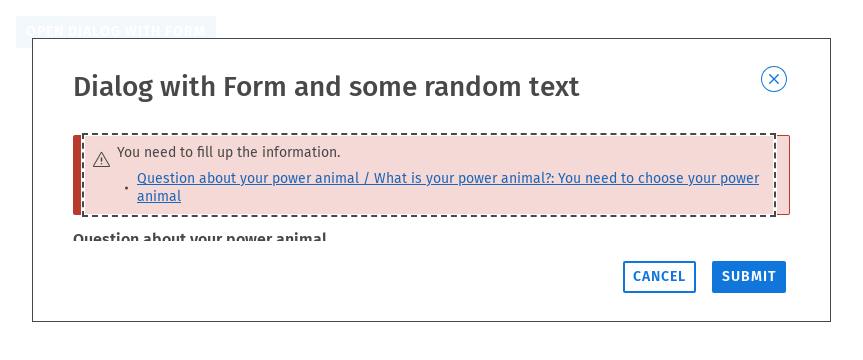 OPEN DIALOG WITH FORM
Dialog with Form and some random text
You need to fill up the information.
• Question about your power animal / What is your power animal?: You need to choose your power
animal
Question about your power animal
CANCEL SUBMIT